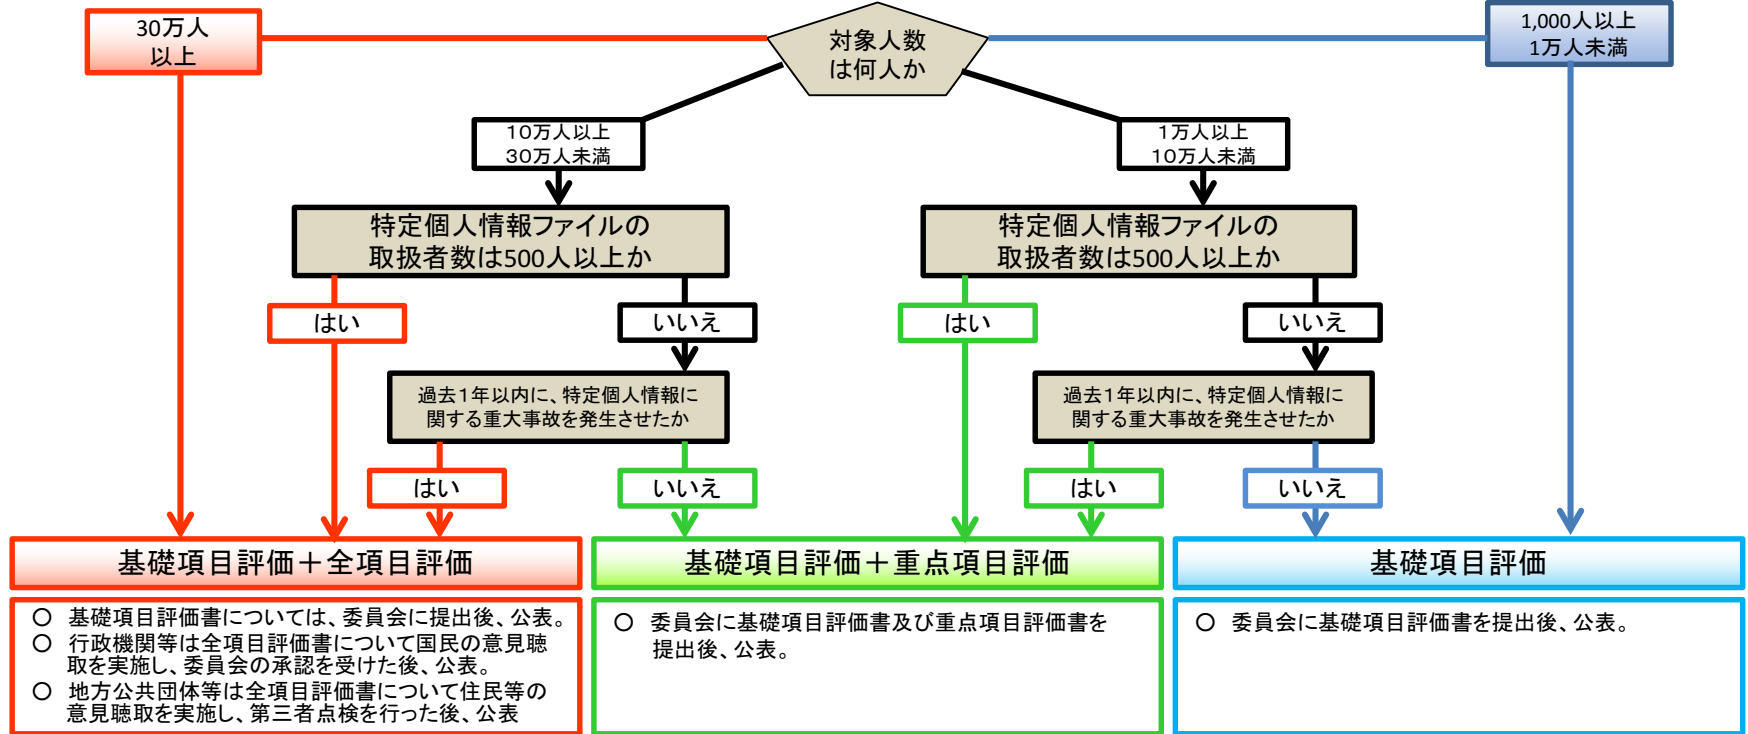 対象人数
は何人か
30万人
以上
1,000人以上
1万人未満
10万人以上
30万人未満
1万人以上
10万人未満
特定個人情報ファイルの
取扱者数は500人以上か
特定個人情報ファイルの
取扱者数は500人以上か
はい
いいえ
はい
いいえ
過去1年以内に、特定個人情報に
関する重大事故を発生させたか
過去1年以内に、特定個人情報に
関する重大事故を発生させたか
はい
いいえ
はい
いいえ
基礎項目評価＋全項目評価
基礎項目評価＋重点項目評価
基礎項目評価
○ 基礎項目評価書については、委員会に提出後、公表。
○ 行政機関等は全項目評価書について国民の意見聴
取を実施し、委員会の承認を受けた後、公表。
○ 地方公共団体等は全項目評価書について住民等の
意見聴取を実施し、第三者点検を行った後、公表
○ 委員会に基礎項目評価書及び重点項目評価書を
提出後、公表。
○ 委員会に基礎項目評価書を提出後、公表。